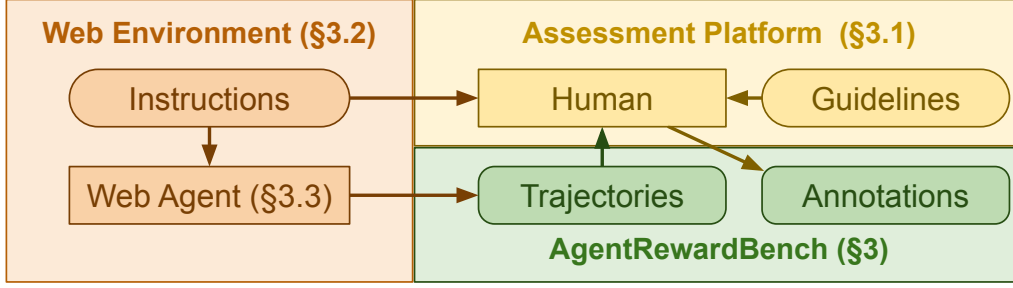 Web Environment (§3.2)
Assessment Platform (§3.1)
Instructions
Human
Guidelines
Web Agent (§3.3)
Trajectories
Annotations
AgentRewardBench (§3)